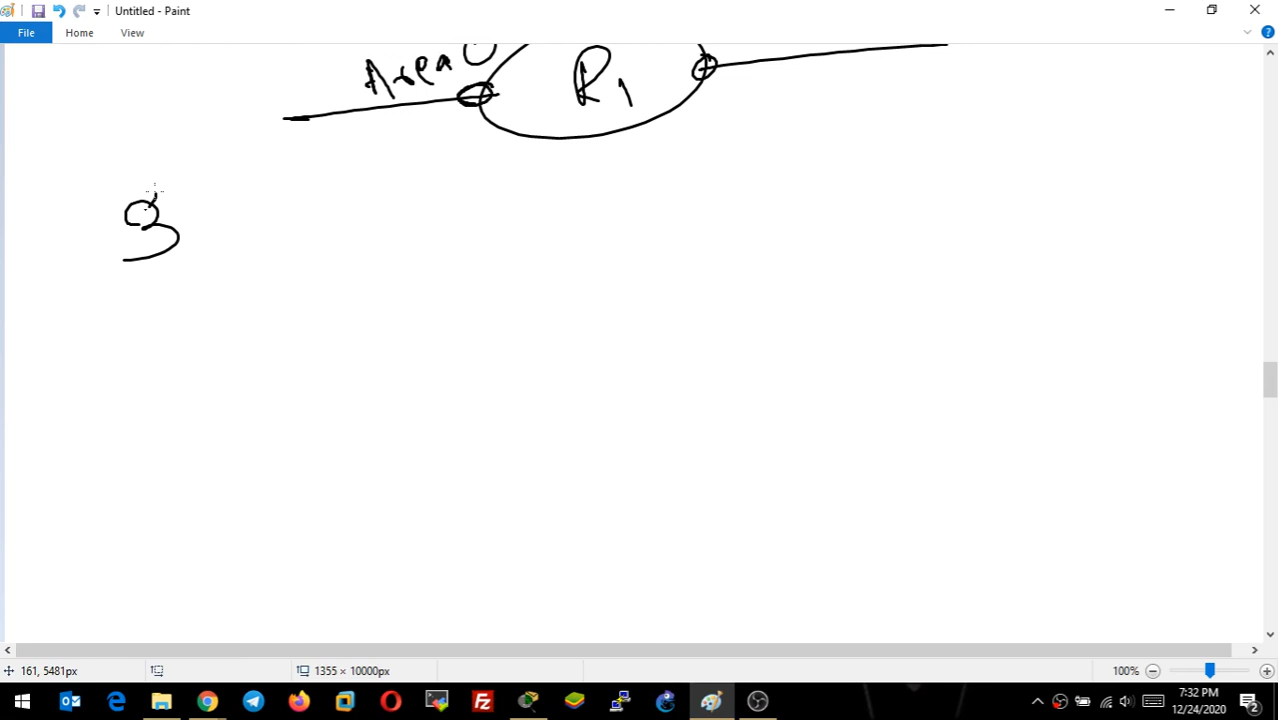 Untitled - Paint
File Home View
Area 0
R1
161, 5481px
1355 × 10000px
100%
7:32 PM
12/24/2020
2